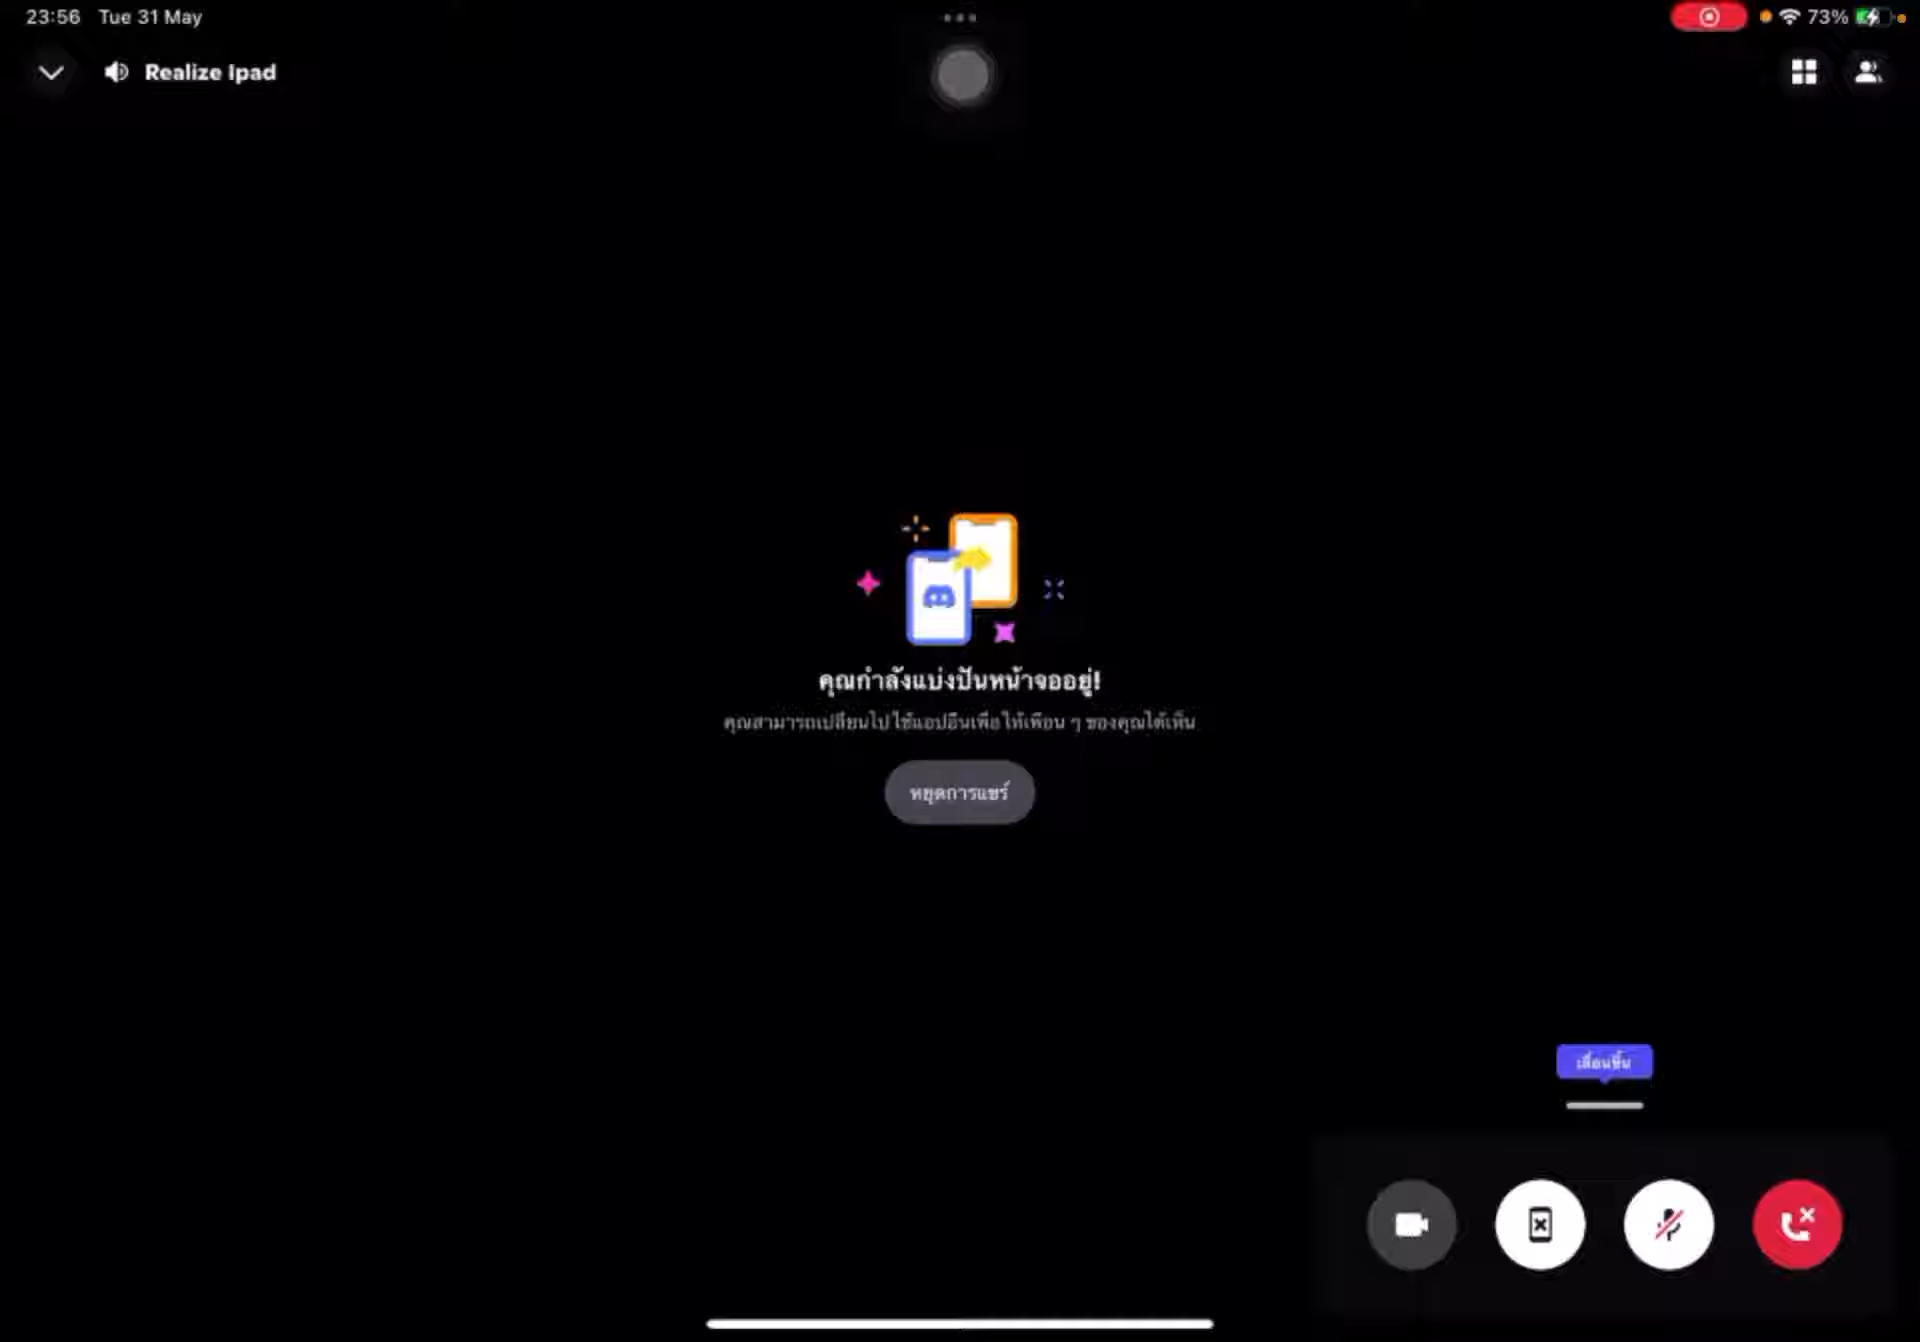 23:56 Tue 31 May
73%
Realize Ipad
คุณกำลังแบ่งปันหน้าจออยู่!
คุณสามารถเปลี่ยนไปใช้แอปอื่นเพื่อให้เพื่อน ๆ ของคุณได้เห็น
หยุดการแชร์
เลื่อนขึ้น